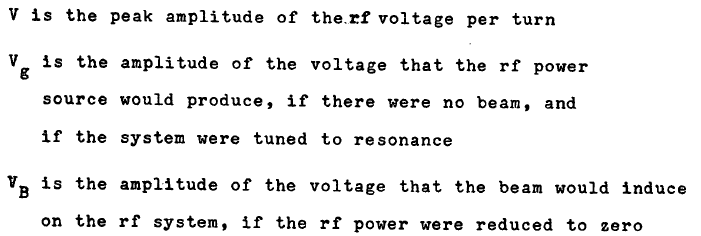 V is the peak amplitude of the rf voltage per turn
V_g is the amplitude of the voltage that the rf power
source would produce, if there were no beam, and
if the system were tuned to resonance
V_B is the amplitude of the voltage that the beam would induce
on the rf system, if the rf power were reduced to zero